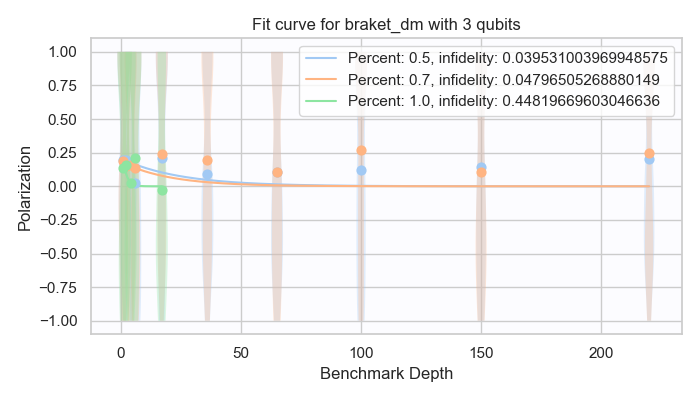 Fit curve for braket_dm with 3 qubits
Percent: 0.5, infidelity: 0.039531003969948575
Percent: 0.7, infidelity: 0.04796505268880149
Percent: 1.0, infidelity: 0.44819669603046636
1.00
0.75
0.50
0.25
0.00
−0.25
−0.50
−0.75
−1.00
Polarization
0 50 100 150 200
Benchmark Depth